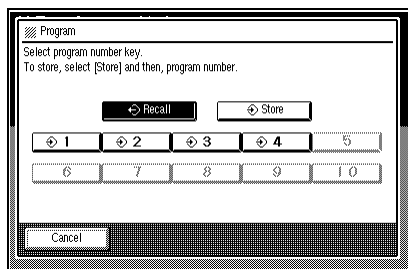 Program
Select program number key.
To store, select [Store] and then, program number.
Recall Store
1 2 3 4 5
6 7 8 9 10
Cancel